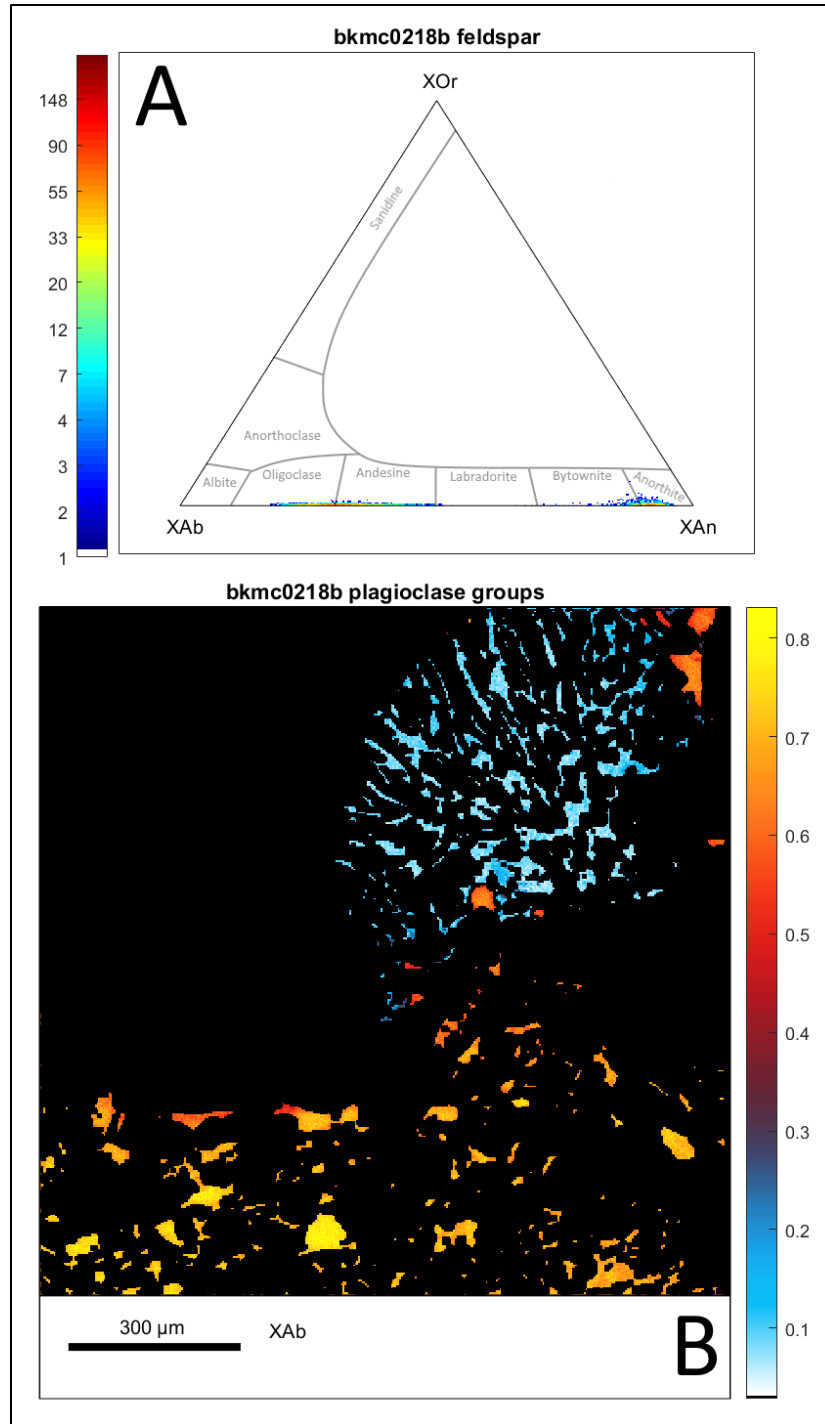 bkmc0218b feldspar
A
XOr
148
90
55
33
20
12
7
4
3
2
1
Sanidine
Anorthoclase
Albite
Oligoclase
Andesine
Labradorite
Bytownite
Anorthite
XAb
XAn
bkmc0218b plagioclase groups
0.8
0.7
0.6
0.5
0.4
0.3
0.2
0.1
300 µm
XAb
B